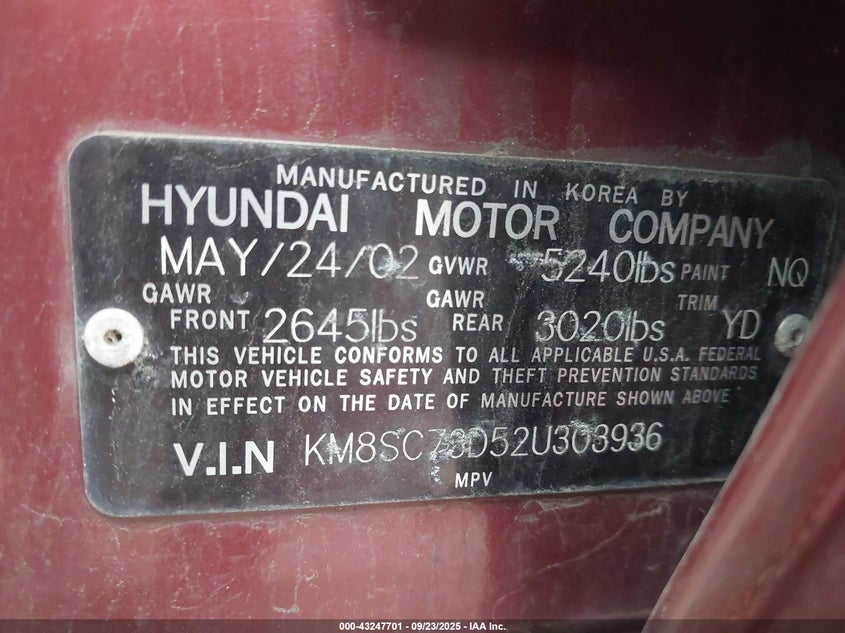 MANUFACTURED IN KOREA BY
HYUNDAI MOTOR COMPANY
MAY/24/02 GVWR 5240lbs PAINT NQ
GAWR FRONT 2645lbs GAWR REAR 3020lbs TRIM YD
THIS VEHICLE CONFORMS TO ALL APPLICABLE U.S.A. FEDERAL
MOTOR VEHICLE SAFETY AND THEFT PREVENTION STANDARDS
IN EFFECT ON THE DATE OF MANUFACTURE SHOWN ABOVE
V.I.N KM8SC73D52U303936
MPV
000-43247701 - 09/23/2025 - IAA Inc.